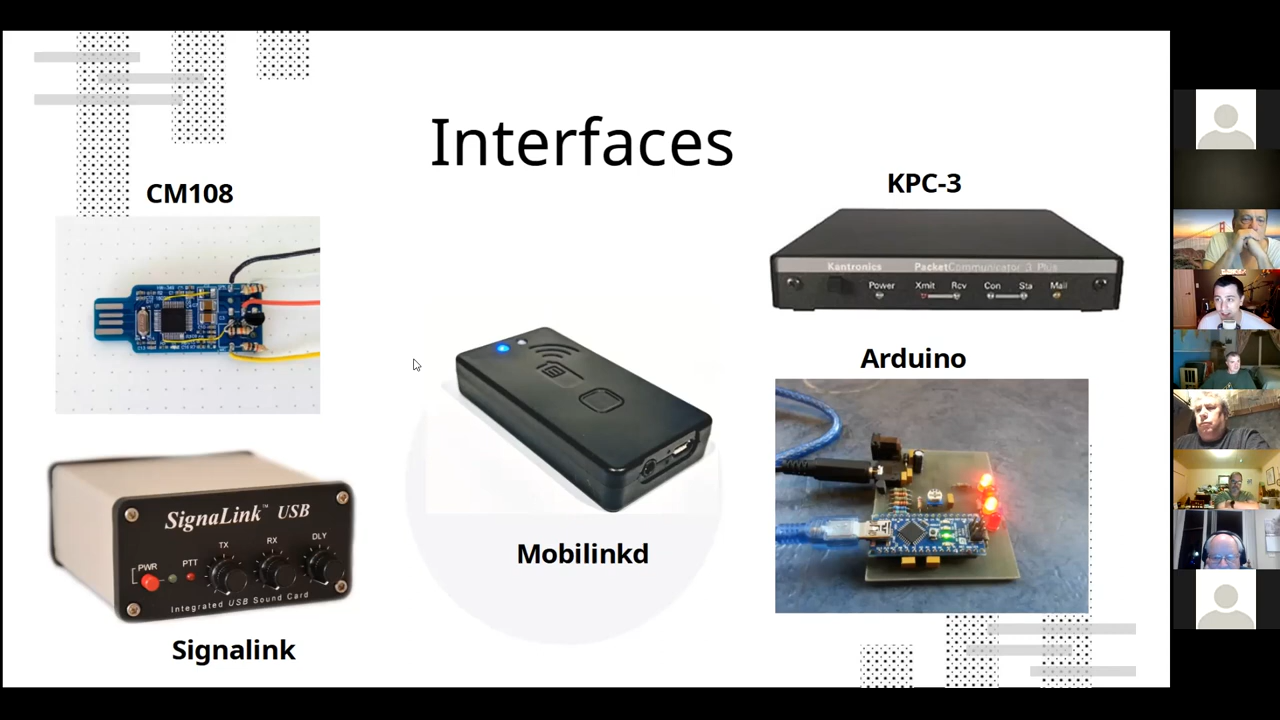 Interfaces
CM108
KPC-3
Kantronics PacketCommunicator 3 Plus
Power Xmit Rcv Con Sta Mail
Arduino
SignaLink™ USB
TX RX DLY
PWR PTT
Integrated USB Sound Card
Mobilinkd
Signalink